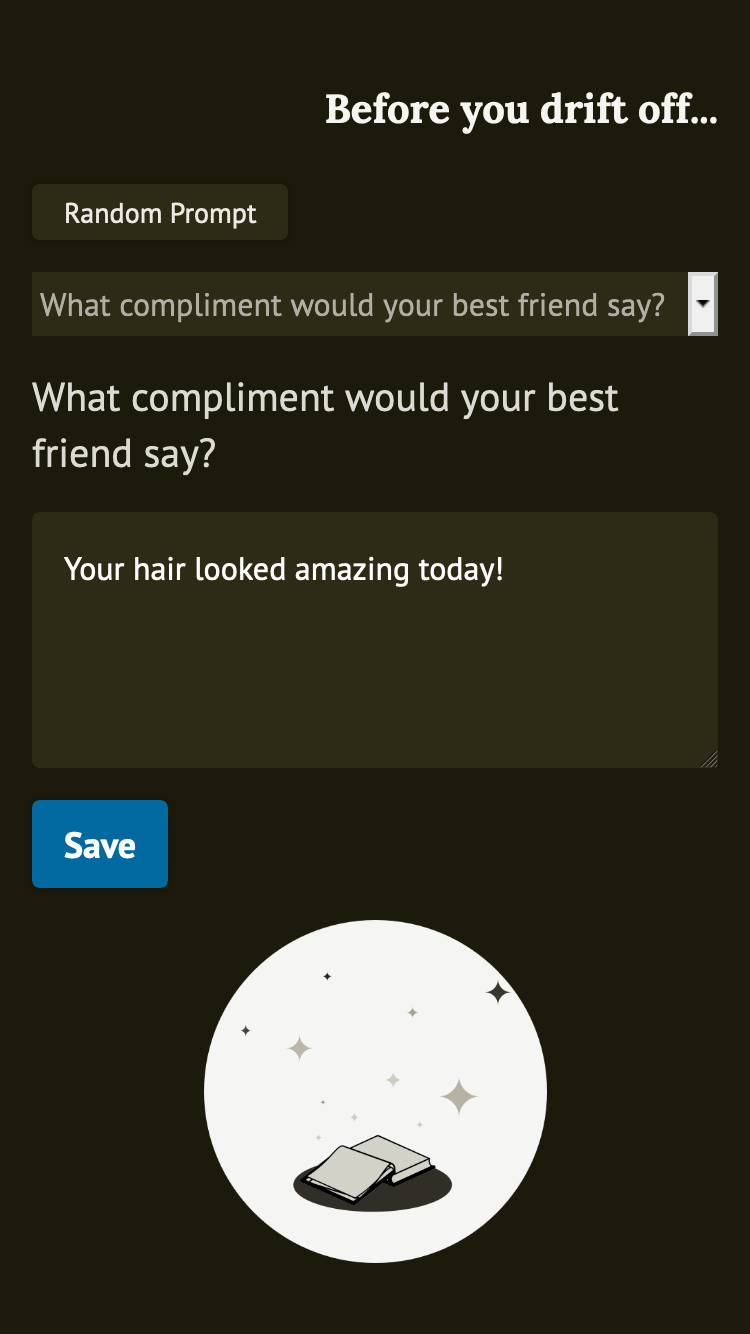 Before you drift off...
Random Prompt
What compliment would your best friend say?
What compliment would your best
friend say?
Your hair looked amazing today!
Save